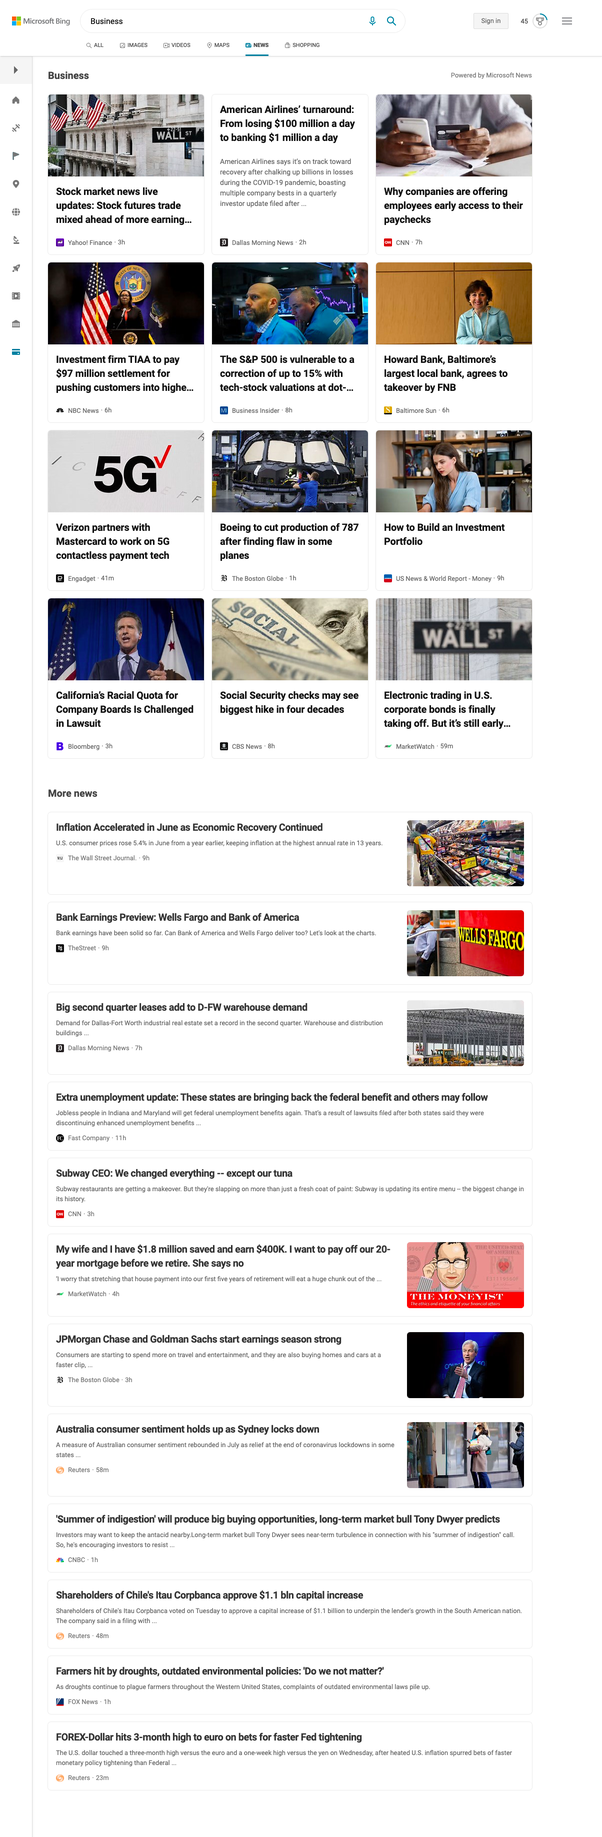 Microsoft Bing
Business
Sign in
45
ALL
IMAGES
VIDEOS
MAPS
NEWS
SHOPPING
Business
Powered by Microsoft News
WALL ST
Stock market news live
updates: Stock futures trade
mixed ahead of more earning...
Yahoo! Finance · 3h
American Airlines' turnaround:
From losing $100 million a day
to banking $1 million a day
American Airlines says it's on track toward
recovery after chalking up billions in losses
during the COVID-19 pandemic, boasting
multiple company bests in a quarterly
investor update filed after ...
Dallas Morning News · 2h
Why companies are offering
employees early access to their
paychecks
CNN · 7h
Investment firm TIAA to pay
$97 million settlement for
pushing customers into highe...
NBC News · 6h
The S&P 500 is vulnerable to a
correction of up to 15% with
tech-stock valuations at dot-...
Business Insider · 8h
Howard Bank, Baltimore's
largest local bank, agrees to
takeover by FNB
Baltimore Sun · 6h
5G
Verizon partners with
Mastercard to work on 5G
contactless payment tech
Engadget · 41m
Boeing to cut production of 787
after finding flaw in some
planes
The Boston Globe · 1h
How to Build an Investment
Portfolio
US News & World Report - Money · 9h
California's Racial Quota for
Company Boards Is Challenged
in Lawsuit
Bloomberg · 3h
SOCIAL
Social Security checks may see
biggest hike in four decades
CBS News · 8h
WALL ST
Electronic trading in U.S.
corporate bonds is finally
taking off. But it's still early...
MarketWatch · 59m
More news
Inflation Accelerated in June as Economic Recovery Continued
U.S. consumer prices rose 5.4% in June from a year earlier, keeping inflation at the highest annual rate in 13 years.
The Wall Street Journal. · 9h
Bank Earnings Preview: Wells Fargo and Bank of America
Bank earnings have been solid so far. Can Bank of America and Wells Fargo deliver too? Let's look at the charts.
TheStreet · 9h
WELLS FARGO
Big second quarter leases add to D-FW warehouse demand
Demand for Dallas-Fort Worth industrial real estate set a record in the second quarter. Warehouse and distribution
buildings ...
Dallas Morning News · 7h
Extra unemployment update: These states are bringing back the federal benefit and others may follow
Jobless people in Indiana and Maryland will get federal unemployment benefits again. That's a result of lawsuits filed after both states said they were
discontinuing enhanced unemployment benefits ...
Fast Company · 11h
Subway CEO: We changed everything -- except our tuna
Subway restaurants are getting a makeover. But they're slapping on more than just a fresh coat of paint: Subway is updating its entire menu – the biggest change in
its history.
CNN · 3h
My wife and I have $1.8 million saved and earn $400K. I want to pay off our 20-
year mortgage before we retire. She says no
'I worry that stretching that house payment into our first five years of retirement will eat a huge chunk out of the ...
MarketWatch · 4h
THE MONEYIST
The ethics and etiquette of your financial affairs
JPMorgan Chase and Goldman Sachs start earnings season strong
Consumers are starting to spend more on travel and entertainment, and they are also buying homes and cars at a
faster clip, ...
The Boston Globe · 3h
Australia consumer sentiment holds up as Sydney locks down
A measure of Australian consumer sentiment rebounded in July as relief at the end of coronavirus lockdowns in some
states ...
Reuters · 58m
'Summer of indigestion' will produce big buying opportunities, long-term market bull Tony Dwyer predicts
Investors may want to keep the antacid nearby.Long-term market bull Tony Dwyer sees near-term turbulence in connection with his "summer of indigestion" call.
So, he's encouraging investors to resist ...
CNBC · 1h
Shareholders of Chile's Itau Corpbanca approve $1.1 bln capital increase
Shareholders of Chile's Itau Corpbanca voted on Tuesday to approve a capital increase of $1.1 billion to underpin the lender's growth in the South American nation.
The company said in a filing with ...
Reuters · 48m
Farmers hit by droughts, outdated environmental policies: 'Do we not matter?'
As droughts continue to plague farmers throughout the Western United States, complaints of outdated environmental laws pile up.
FOX News · 1h
FOREX-Dollar hits 3-month high to euro on bets for faster Fed tightening
The U.S. dollar touched a three-month high versus the euro and a one-week high versus the yen on Wednesday, after heated U.S. inflation spurred bets of faster
monetary policy tightening than Federal ...
Reuters · 23m